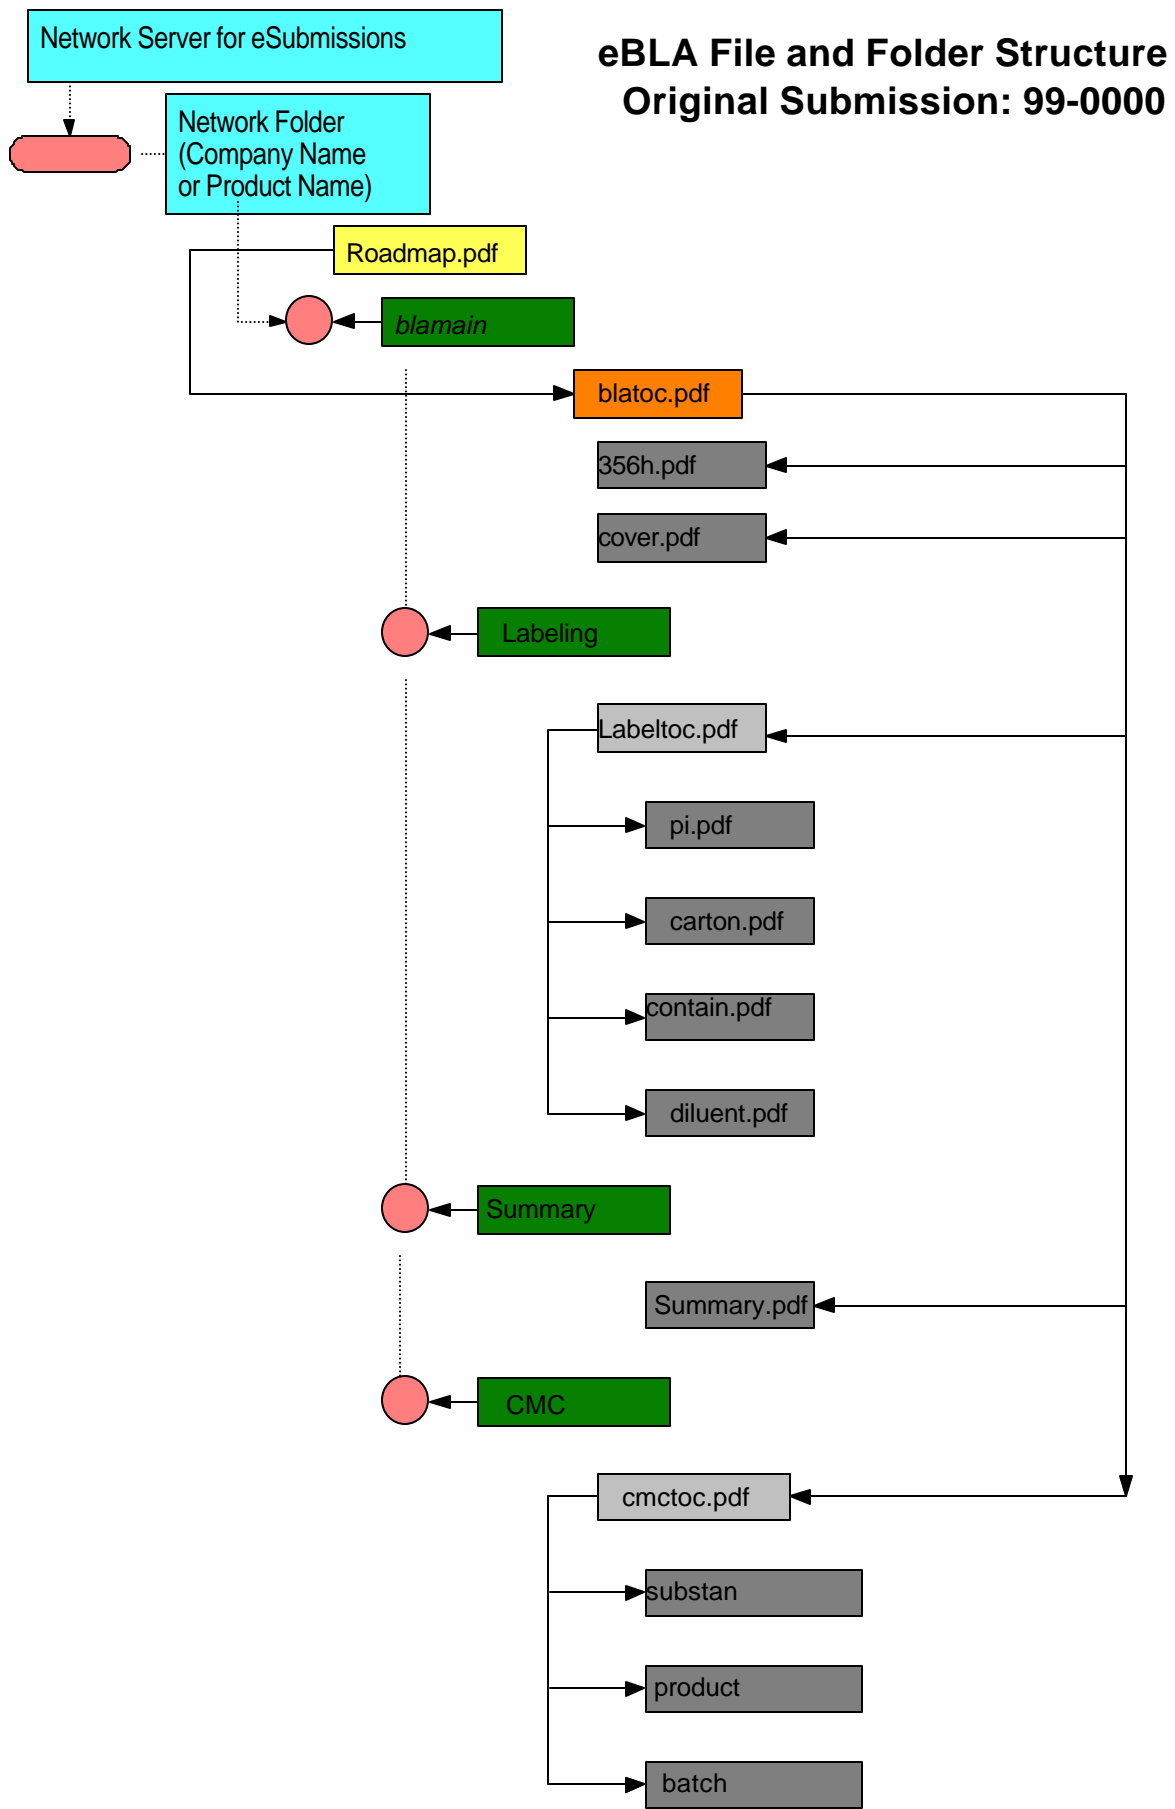 Network Server for eSubmissions
eBLA File and Folder Structure
Original Submission: 99-0000
Network Folder
(Company Name
or Product Name)
Roadmap.pdf
blamain
blatoc.pdf
356h.pdf
cover.pdf
Labeling
Labeltoc.pdf
pi.pdf
carton.pdf
contain.pdf
diluent.pdf
Summary
Summary.pdf
CMC
cmctoc.pdf
substan
product
batch